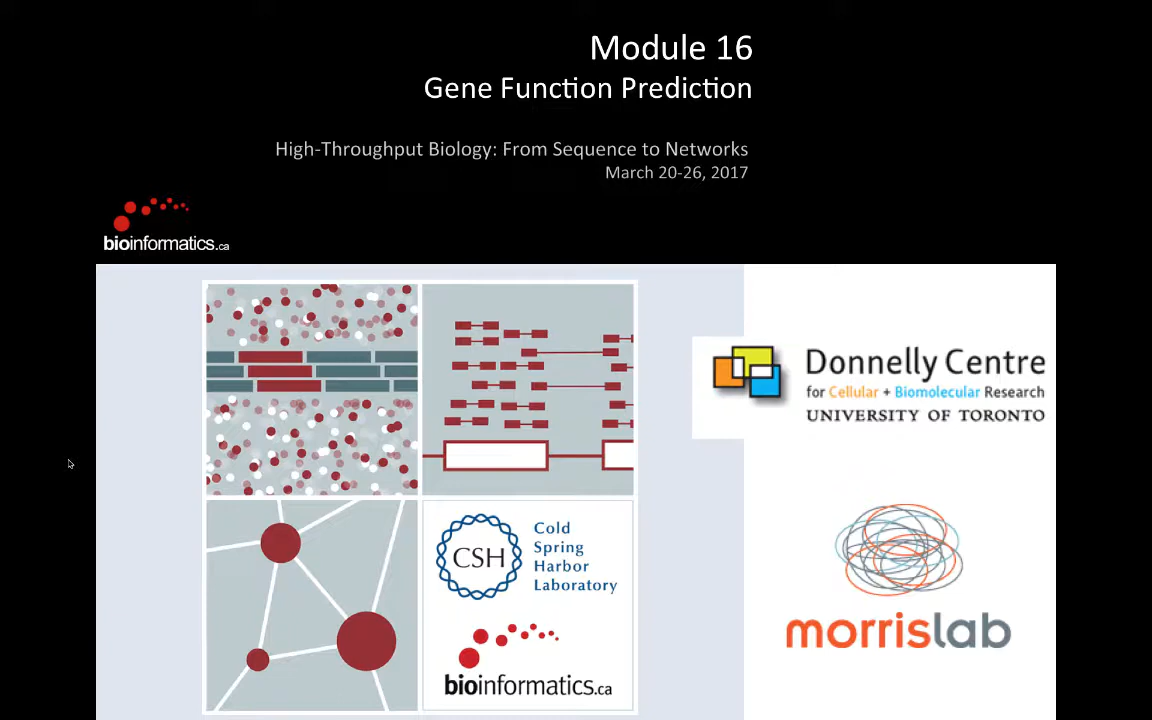 Module 16
Gene Function Prediction
High-Throughput Biology: From Sequence to Networks
March 20-26, 2017
bioinformatics.ca
Donnelly Centre
for Cellular + Biomolecular Research
UNIVERSITY OF TORONTO
CSH
Cold
Spring
Harbor
Laboratory
morrislab
bioinformatics.ca